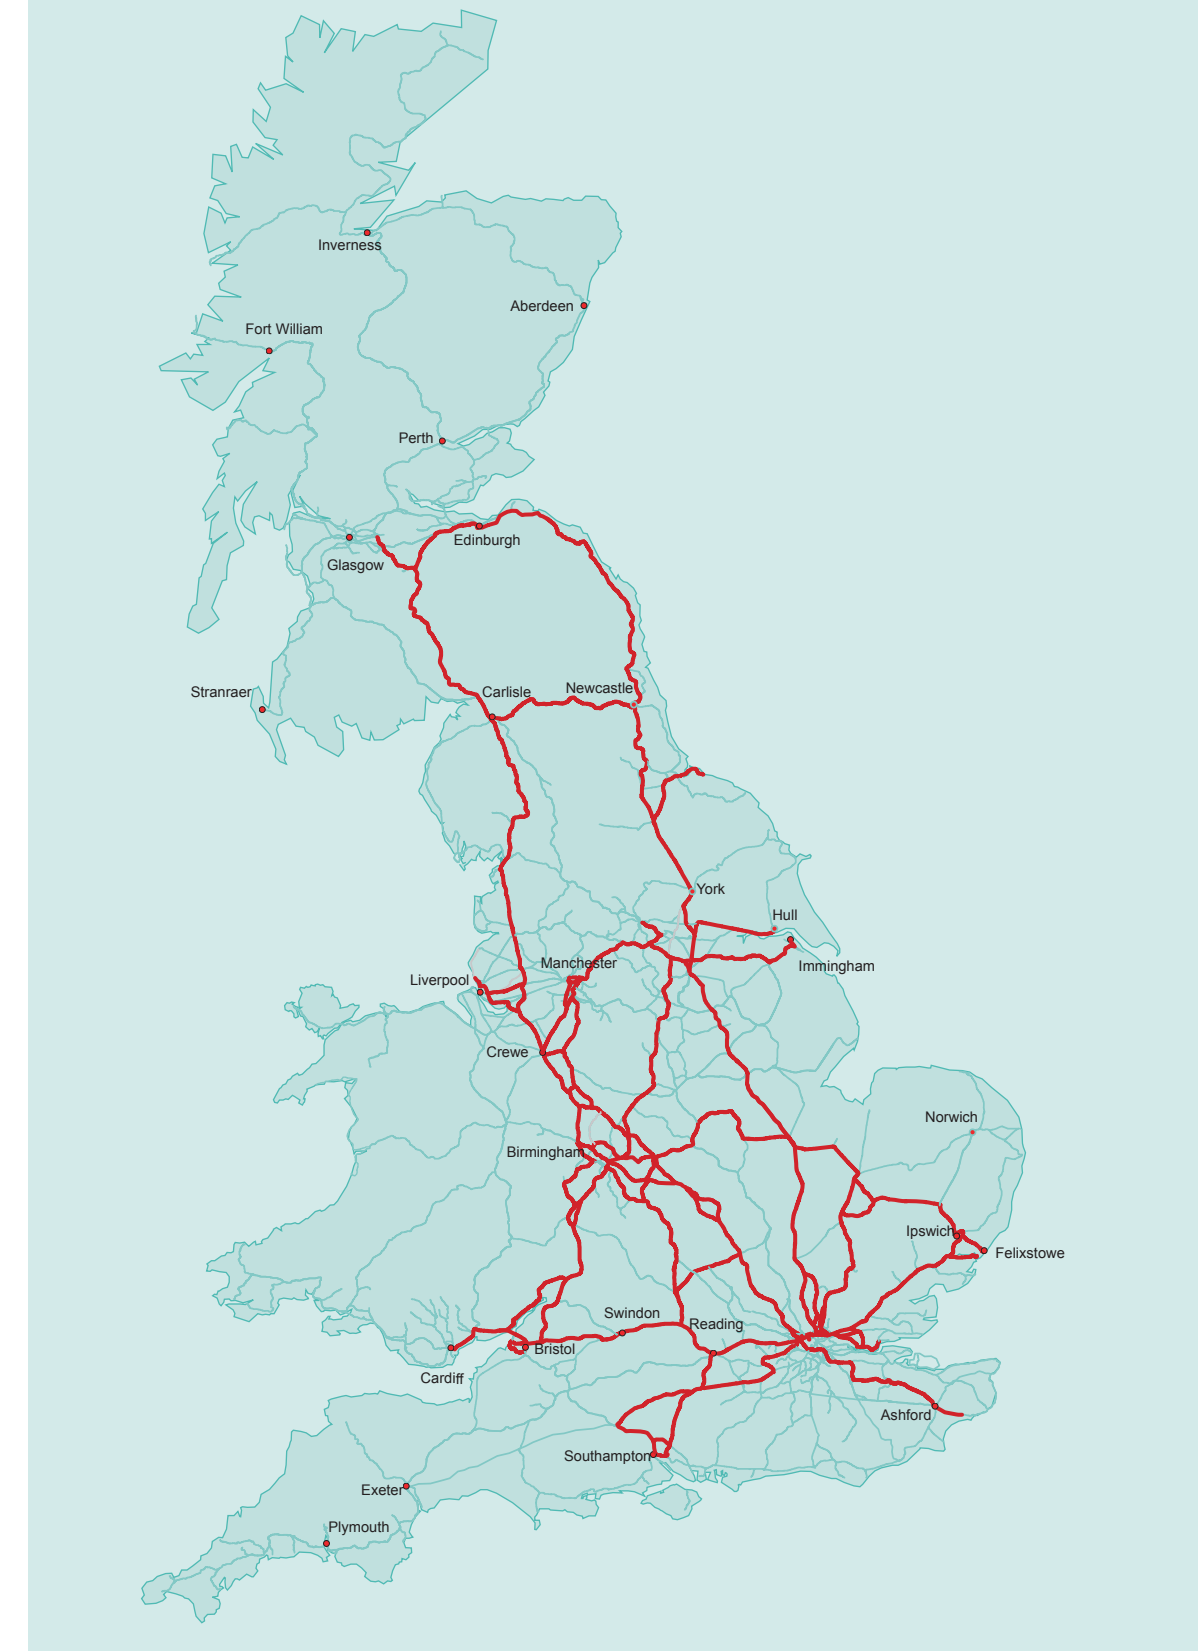 Inverness
Aberdeen
Fort William
Perth
Edinburgh
Glasgow
Stranraer
Carlisle
Newcastle
York
Hull
Manchester
Immingham
Liverpool
Crewe
Norwich
Birmingham
Ipswich
Felixstowe
Swindon
Reading
Bristol
Cardiff
Ashford
Southampton
Exeter
Plymouth